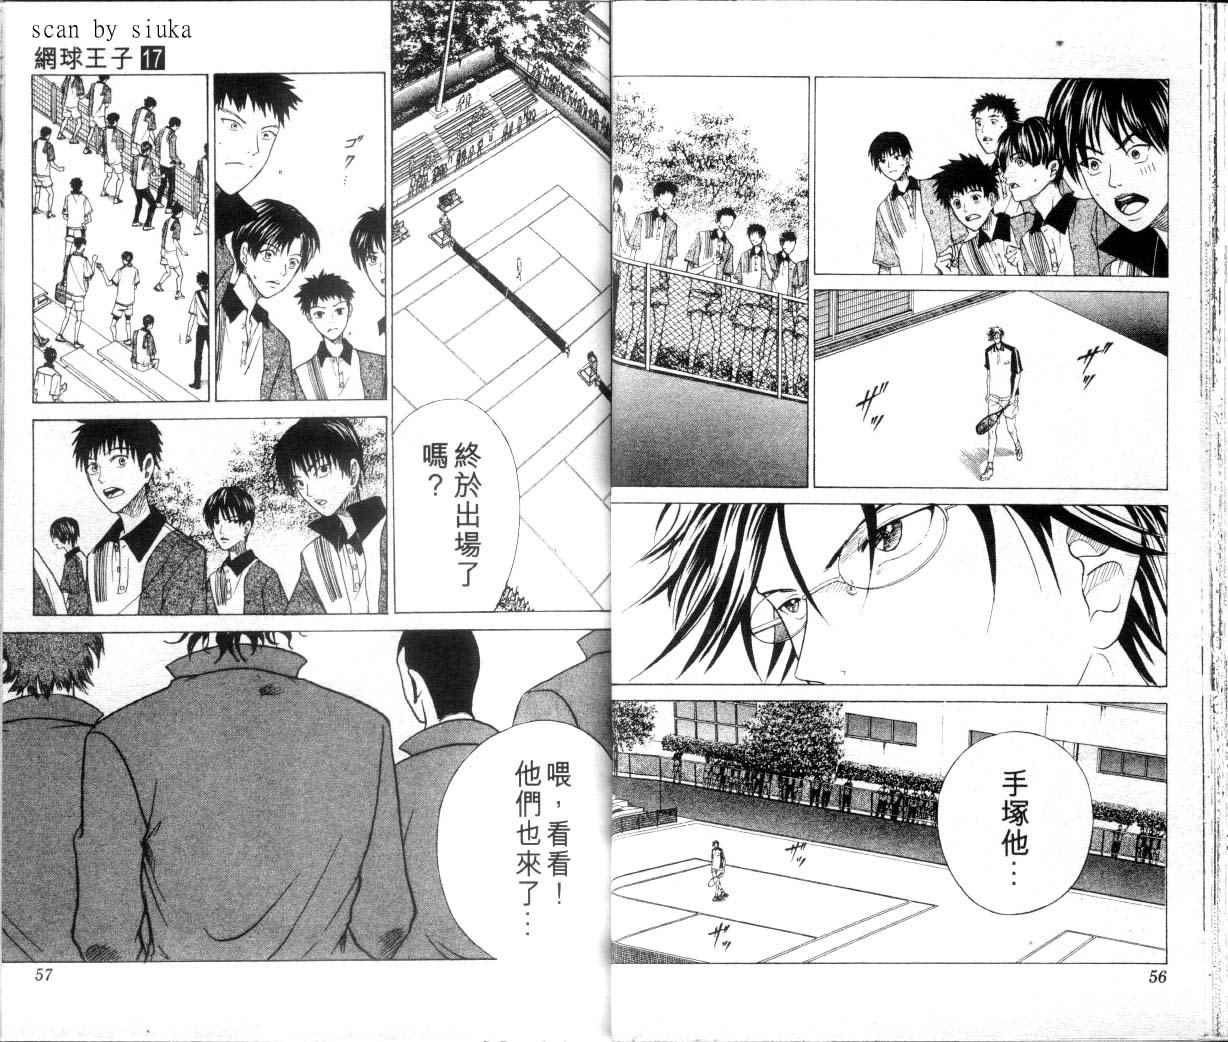 scan by siuka
網球王子 17
ザッ
ザッ
手塚他…
ザッ
ザッ
56
終於出場了
嗎？
ゴクッ…
喂，看看！
他們也來了…
57